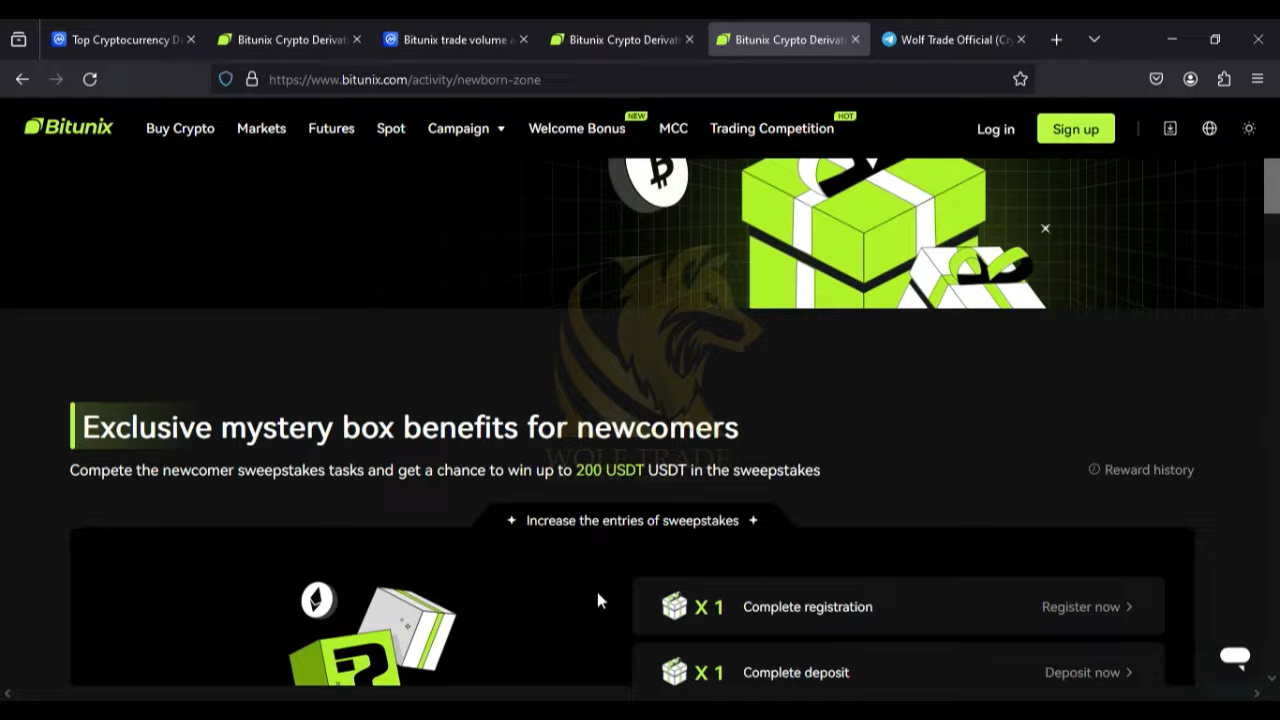 Top Cryptocurrency D
Bitunix Crypto Derivat
Bitunix trade volume a
Bitunix Crypto Derivat
Bitunix Crypto Derivat
Wolf Trade Official (Cry
https://www.bitunix.com/activity/newborn-zone
Bitunix
Buy Crypto
Markets
Futures
Spot
Campaign
Welcome Bonus
NEW
MCC
Trading Competition
HOT
Log in
Sign up
Exclusive mystery box benefits for newcomers
Compete the newcomer sweepstakes tasks and get a chance to win up to 200 USDT USDT in the sweepstakes
Reward history
WOLF TRADE
Increase the entries of sweepstakes
X 1 Complete registration Register now
X 1 Complete deposit Deposit now